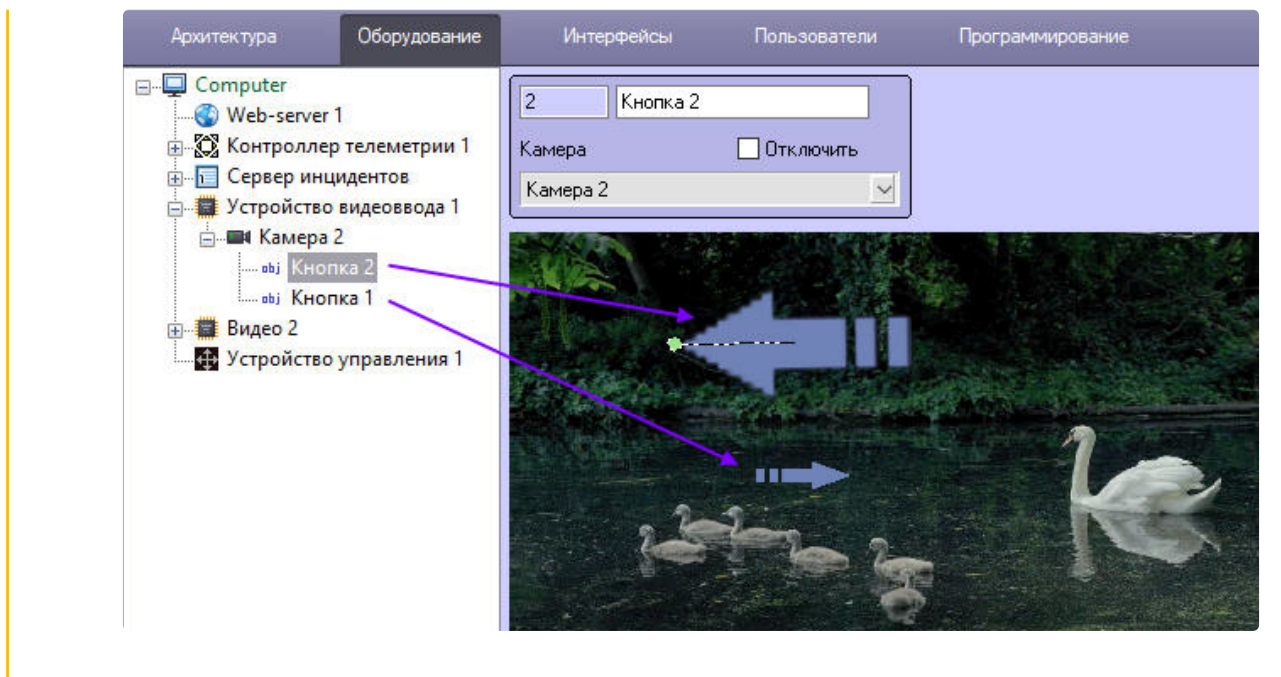 Архитектура Оборудование Интерфейсы Пользователи Программирование
Computer
Web-server 1
Контроллер телеметрии 1
Сервер инцидентов
Устройство видеоввода 1
Камера 2
obj Кнопка 2
obj Кнопка 1
Видео 2
Устройство управления 1
2 Кнопка 2
Камера Отключить
Камера 2